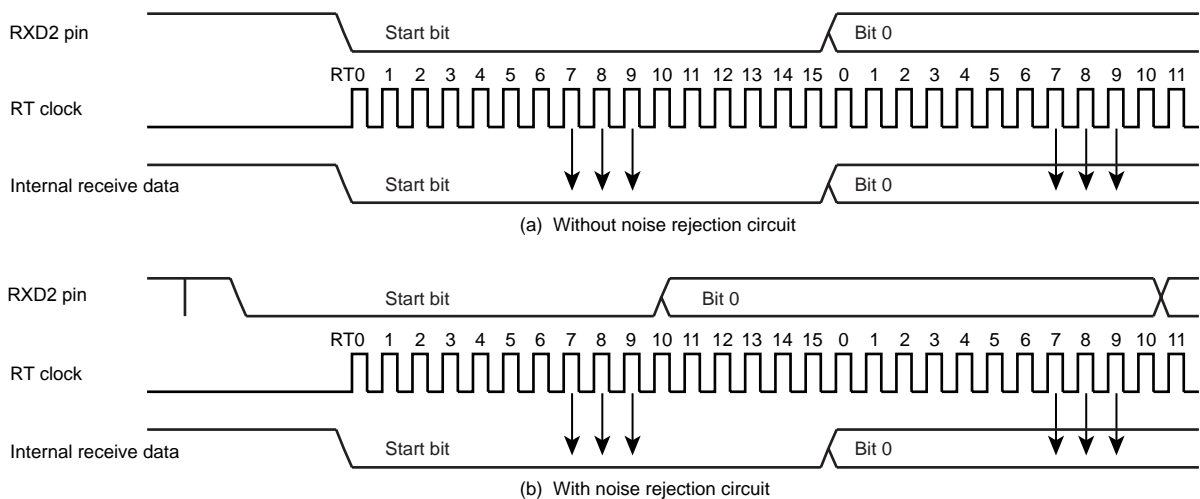 RXD2 pin
Start bit
Bit 0
RT0 1 2 3 4 5 6 7 8 9 10 11 12 13 14 15 0 1 2 3 4 5 6 7 8 9 10 11
RT clock
Internal receive data
Start bit
Bit 0
(a) Without noise rejection circuit
RXD2 pin
Start bit
Bit 0
RT0 1 2 3 4 5 6 7 8 9 10 11 12 13 14 15 0 1 2 3 4 5 6 7 8 9 10 11
RT clock
Internal receive data
Start bit
Bit 0
(b) With noise rejection circuit